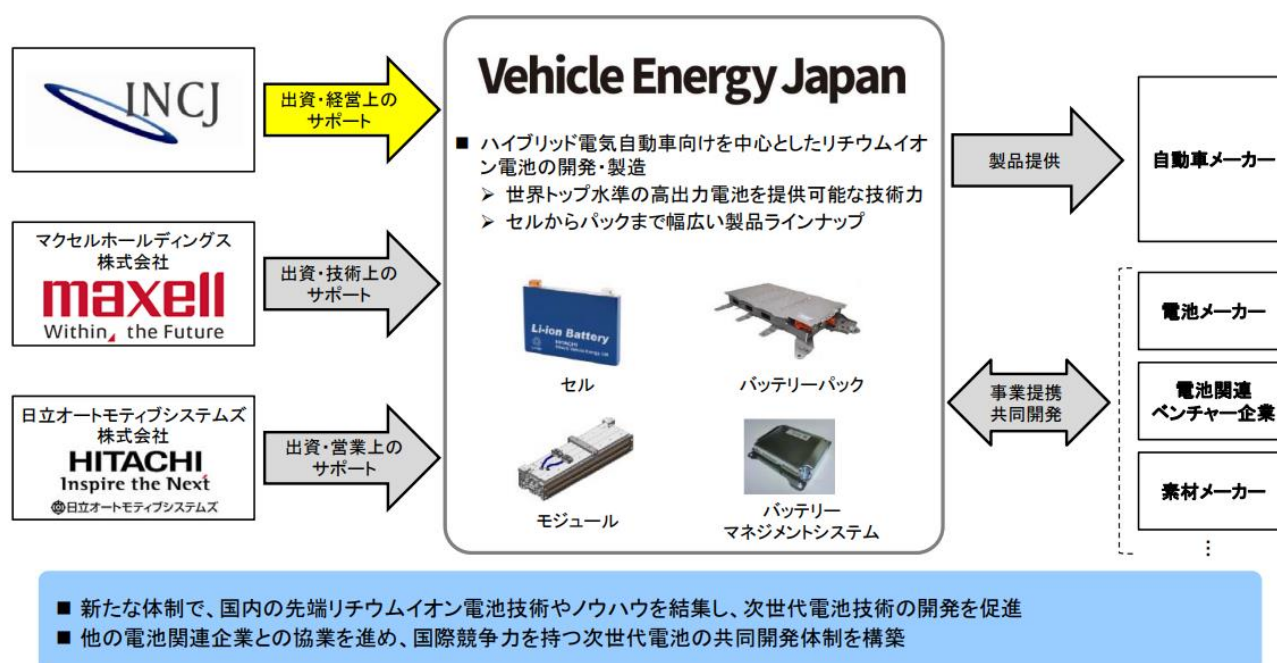 INCJ
出資・経営上の
サポート
マクセルホールディングス
株式会社
maxell
Within, the Future
出資・技術上の
サポート
日立オートモティブシステムズ
株式会社
HITACHI
Inspire the Next
日立オートモティブシステムズ
出資・営業上の
サポート
Vehicle Energy Japan
■ ハイブリッド電気自動車向けを中心としたリチウムイオ
ン電池の開発・製造
➢ 世界トップ水準の高出力電池を提供可能な技術力
➢ セルからパックまで幅広い製品ラインナップ
Li-ion Battery
HITACHI
セル
バッテリーパック
モジュール
バッテリー
マネジメントシステム
製品提供
自動車メーカー
事業提携
共同開発
電池メーカー
電池関連
ベンチャー企業
素材メーカー
⋮
■ 新たな体制で、国内の先端リチウムイオン電池技術やノウハウを結集し、次世代電池技術の開発を促進
■ 他の電池関連企業との協業を進め、国際競争力を持つ次世代電池の共同開発体制を構築